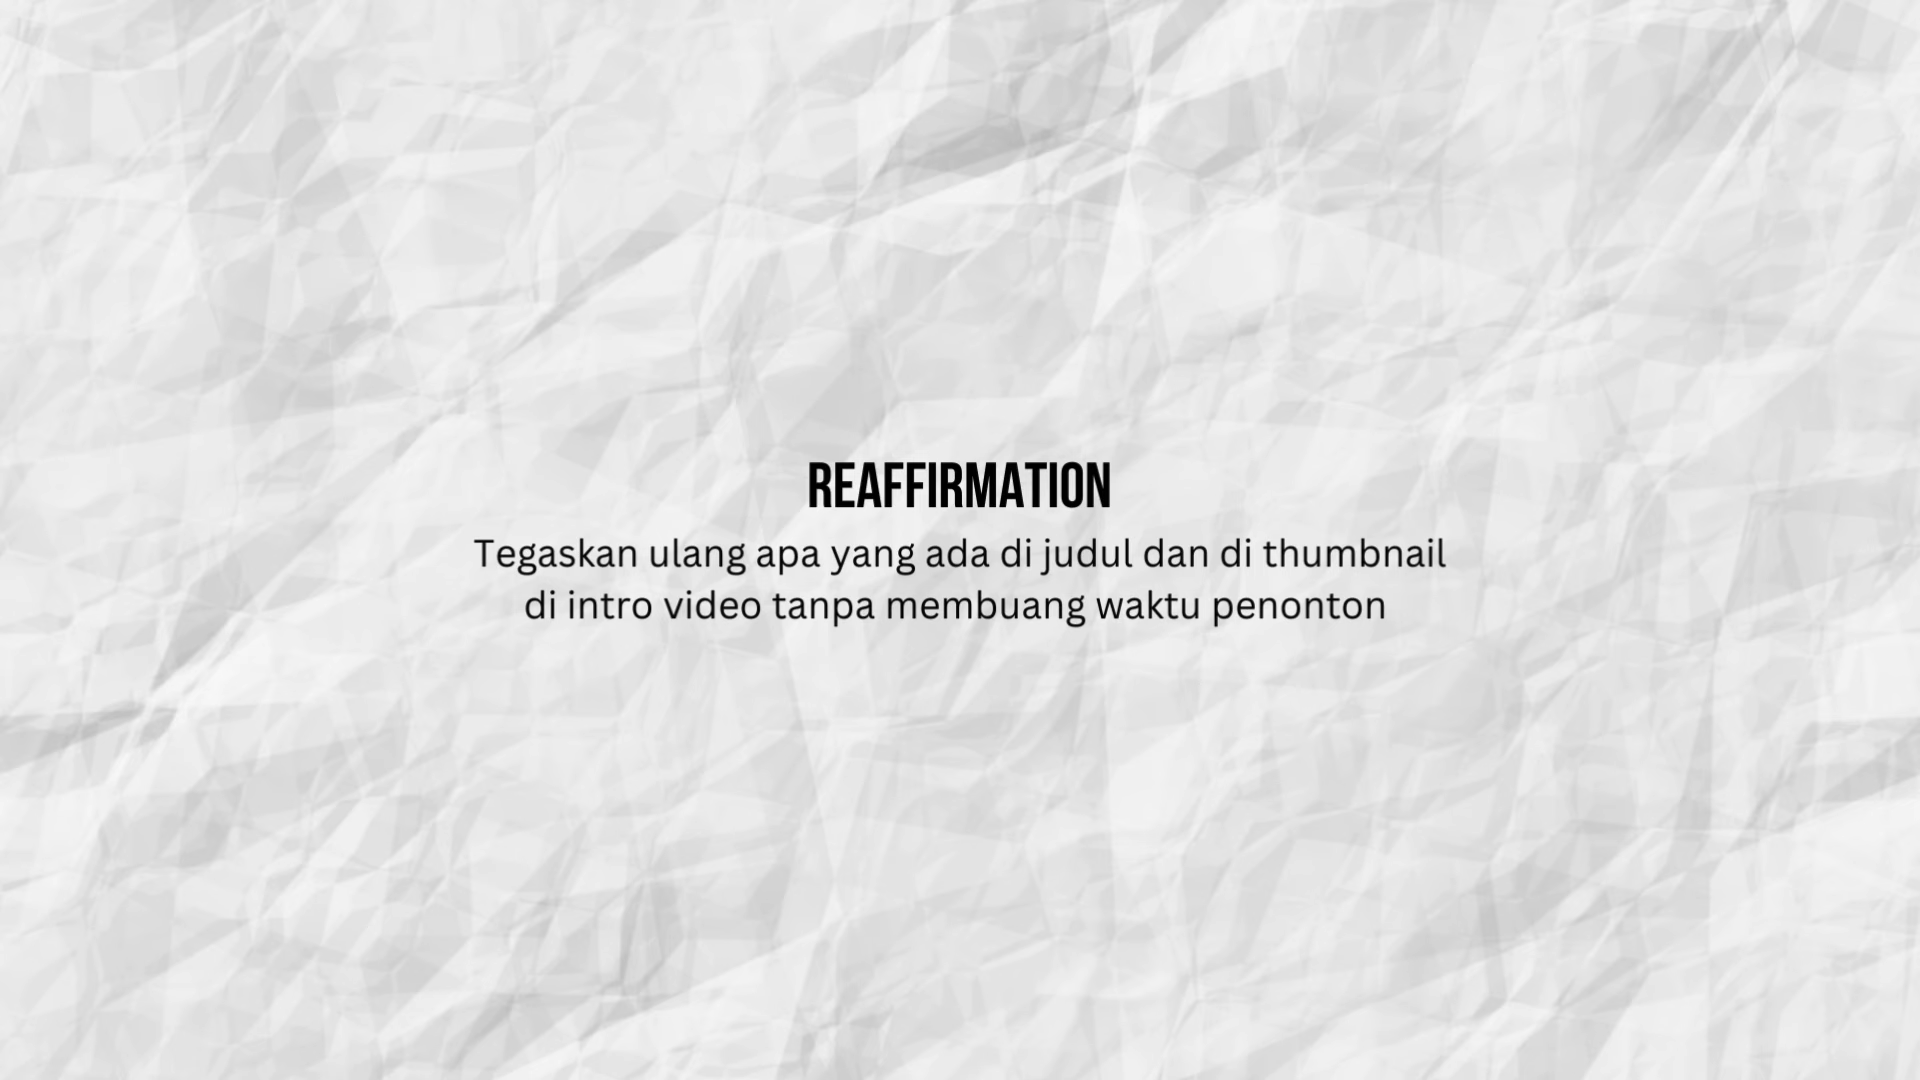 REAFFIRMATION
Tegaskan ulang apa yang ada di judul dan di thumbnail
di intro video tanpa membuang waktu penonton